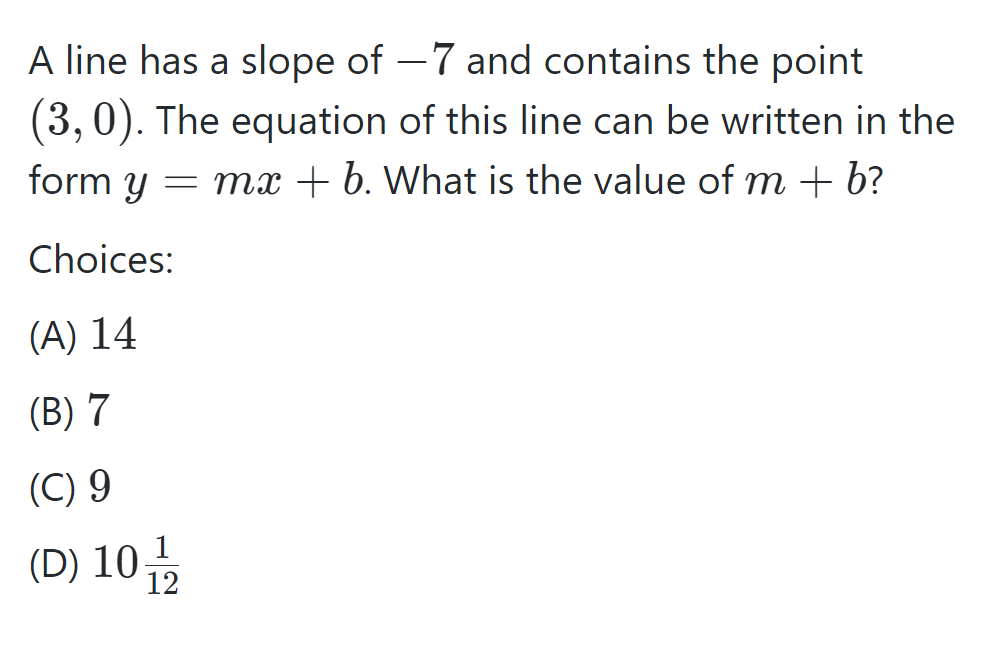 A line has a slope of −7 and contains the point
(3, 0). The equation of this line can be written in the
form y = mx + b. What is the value of m + b?
Choices:
(A) 14
(B) 7
(C) 9
(D) 10 1/12